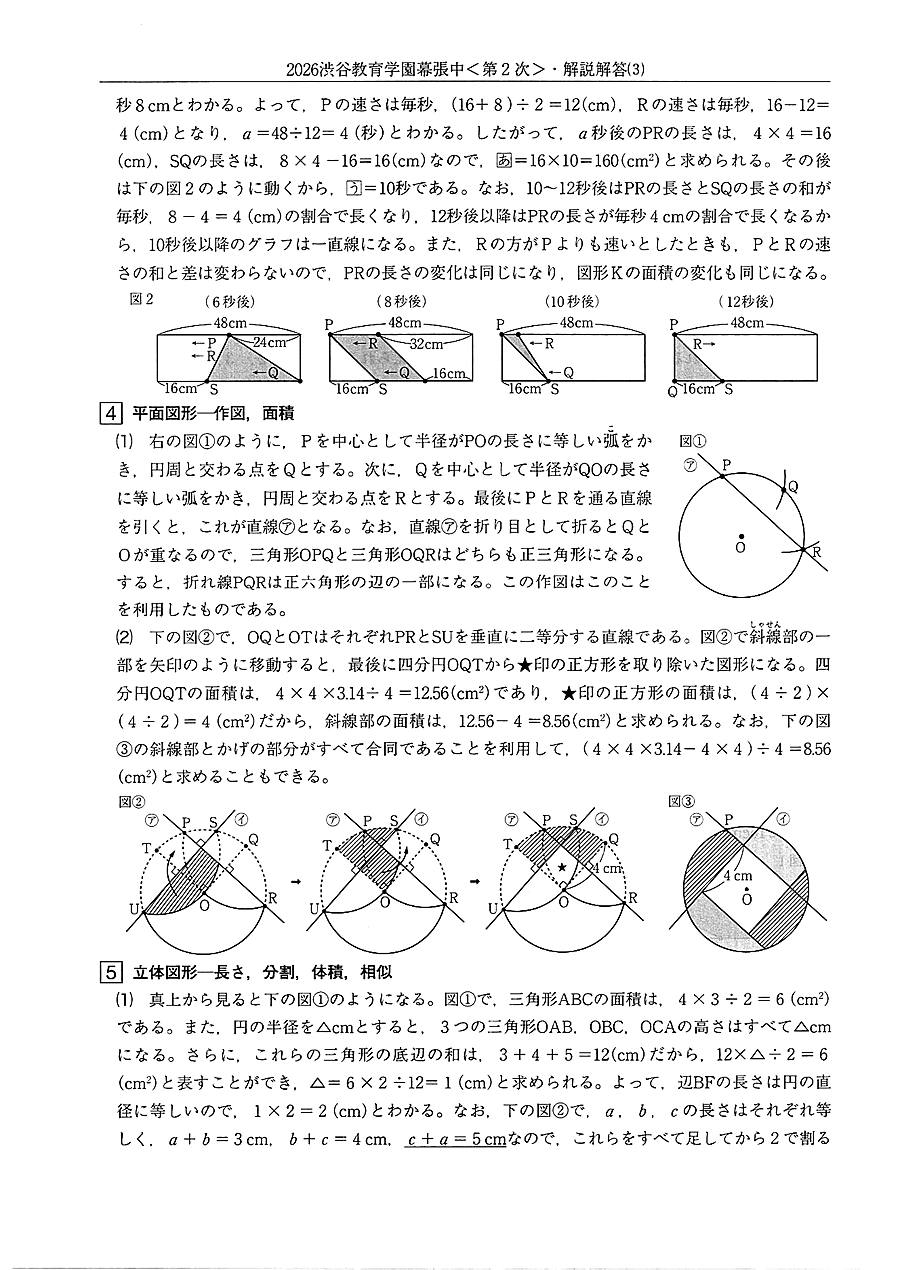 2026渋谷教育学園幕張中＜第２次＞・解説解答(3)
秒８cmとわかる。よって，Ｐの速さは毎秒，(16＋８)÷２＝12(cm)，Ｒの速さは毎秒，16－12＝
４(cm)となり，a＝48÷12＝４(秒)とわかる。したがって，a秒後のPRの長さは，４×４＝16
(cm)，SQの長さは，８×４－16＝16(cm)なので，あ＝16×10＝160(cm²)と求められる。その後
は下の図２のように動くから，う＝10秒である。なお，10～12秒後はPRの長さとSQの長さの和が
毎秒，８－４＝４(cm)の割合で長くなり，12秒後以降はPRの長さが毎秒４cmの割合で長くなるか
ら，10秒後以降のグラフは一直線になる。また，Ｒの方がＰよりも速いとしたときも，ＰとＲの速
さの和と差は変わらないので，PRの長さの変化は同じになり，図形Ｋの面積の変化も同じになる。
図２ (６秒後) (８秒後) (10秒後) (12秒後)
48cm P 48cm P 48cm P 48cm
←P 24cm ←R 32cm ←R R→
←R
←Q ←Q 16cm ←Q
16cm S 16cm S 16cm S Q 16cm S
4 平面図形―作図，面積
(1) 右の図①のように，Ｐを中心として半径がPOの長さに等しい弧をか
こ
き，円周と交わる点をＱとする。次に，Ｑを中心として半径がQOの長さ
に等しい弧をかき，円周と交わる点をＲとする。最後にＰとＲを通る直線
を引くと，これが直線㋐となる。なお，直線㋐を折り目として折るとＱと
Ｏが重なるので，三角形OPQと三角形OQRはどちらも正三角形になる。
すると，折れ線PQRは正六角形の辺の一部になる。この作図はこのこと
を利用したものである。
図①
㋐ P
Q
O
R
(2) 下の図②で，OQとOTはそれぞれPRとSUを垂直に二等分する直線である。図②で斜線部の一
しゃせん
部を矢印のように移動すると，最後に四分円OQTから★印の正方形を取り除いた図形になる。四
分円OQTの面積は，４×４×3.14÷４＝12.56(cm²)であり，★印の正方形の面積は，(４÷２)×
(４÷２)＝４(cm²)だから，斜線部の面積は，12.56－４＝8.56(cm²)と求められる。なお，下の図
③の斜線部とかげの部分がすべて合同であることを利用して，(４×４×3.14－４×４)÷４＝8.56
(cm²)と求めることもできる。
図② 図③
㋐ P S ㋑ ㋐ P S ㋑ ㋐ P S ㋑ ㋐ P ㋑
T Q T Q T Q
→ → ★ 4 cm 4 cm
U O R U O R U O R O
5 立体図形―長さ，分割，体積，相似
(1) 真上から見ると下の図①のようになる。図①で，三角形ABCの面積は，４×３÷２＝６(cm²)
である。また，円の半径を△cmとすると，３つの三角形OAB，OBC，OCAの高さはすべて△cm
になる。さらに，これらの三角形の底辺の和は，３＋４＋５＝12(cm)だから，12×△÷２＝６
(cm²)と表すことができ，△＝６×２÷12＝１(cm)と求められる。よって，辺BFの長さは円の直
径に等しいので，１×２＝２(cm)とわかる。なお，下の図②で，a，b，cの長さはそれぞれ等
しく，a＋b＝３cm，b＋c＝４cm，c＋a＝５cmなので，これらをすべて足してから２で割る